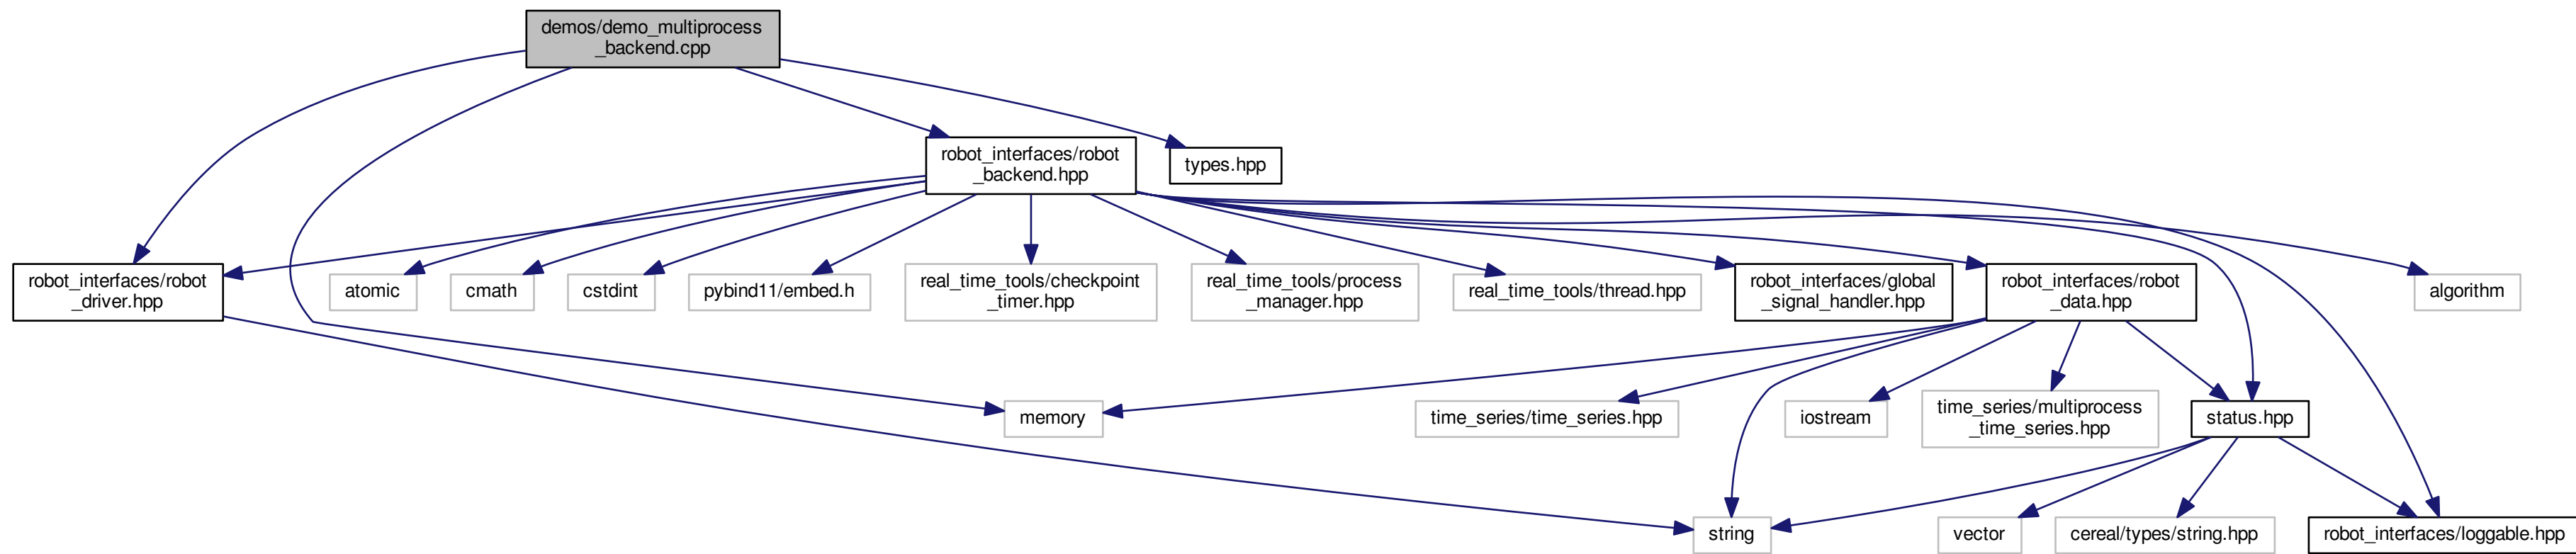 demos/demo_multiprocess
_backend.cpp
robot_interfaces/robot
_backend.hpp
types.hpp
robot_interfaces/robot
_driver.hpp
atomic
cmath
cstdint
pybind11/embed.h
real_time_tools/checkpoint
_timer.hpp
real_time_tools/process
_manager.hpp
real_time_tools/thread.hpp
robot_interfaces/global
_signal_handler.hpp
robot_interfaces/robot
_data.hpp
algorithm
memory
time_series/time_series.hpp
iostream
time_series/multiprocess
_time_series.hpp
status.hpp
string
vector
cereal/types/string.hpp
robot_interfaces/loggable.hpp